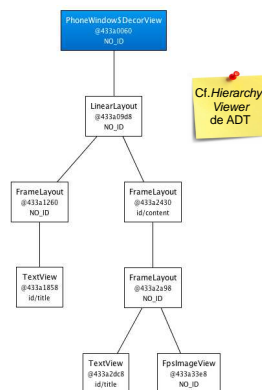 PhoneWindow$DecorView
@433a0060
NO_ID
Cf.Hierarchy
Viewer
de ADT
LinearLayout
@433a09d8
NO_ID
FrameLayout
@433a1260
NO_ID
FrameLayout
@433a2430
id/content
TextView
@433a1858
id/title
FrameLayout
@433a2a98
NO_ID
TextView
@433a2dc8
id/title
FpsImageView
@433a33e8
NO_ID